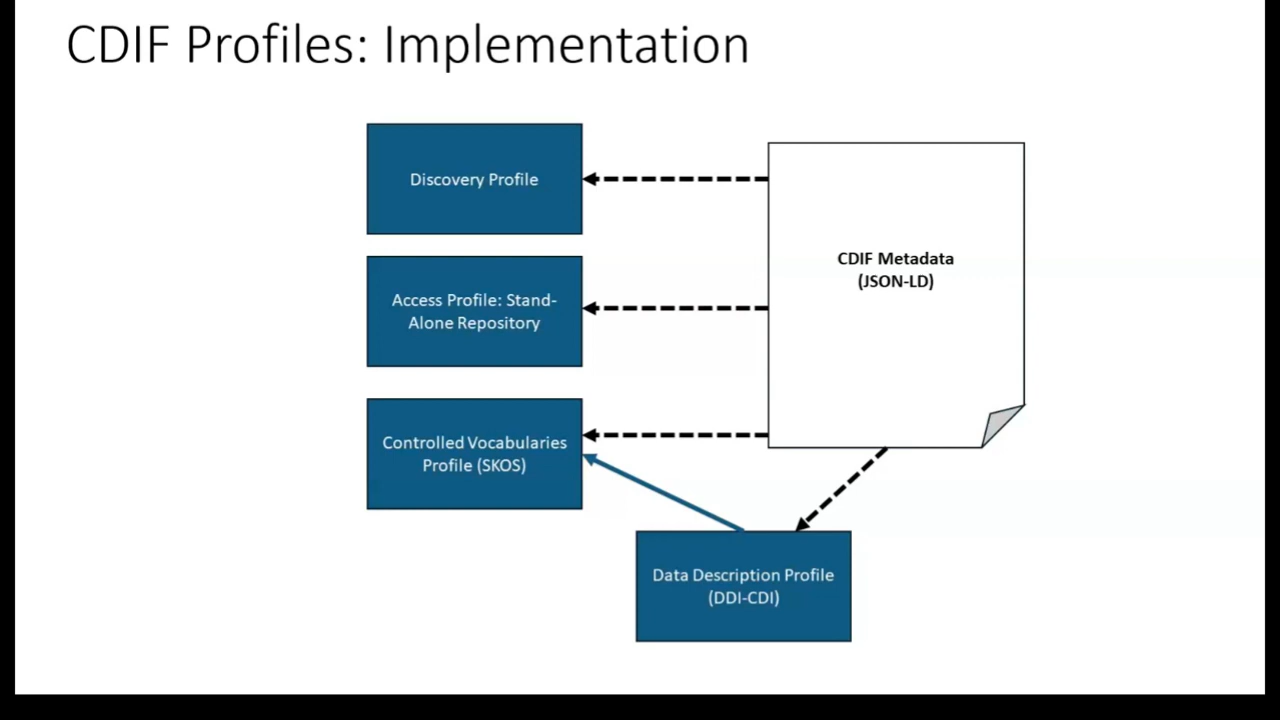 CDIF Profiles: Implementation
Discovery Profile
Access Profile: Stand-
Alone Repository
CDIF Metadata
(JSON-LD)
Controlled Vocabularies
Profile (SKOS)
Data Description Profile
(DDI-CDI)